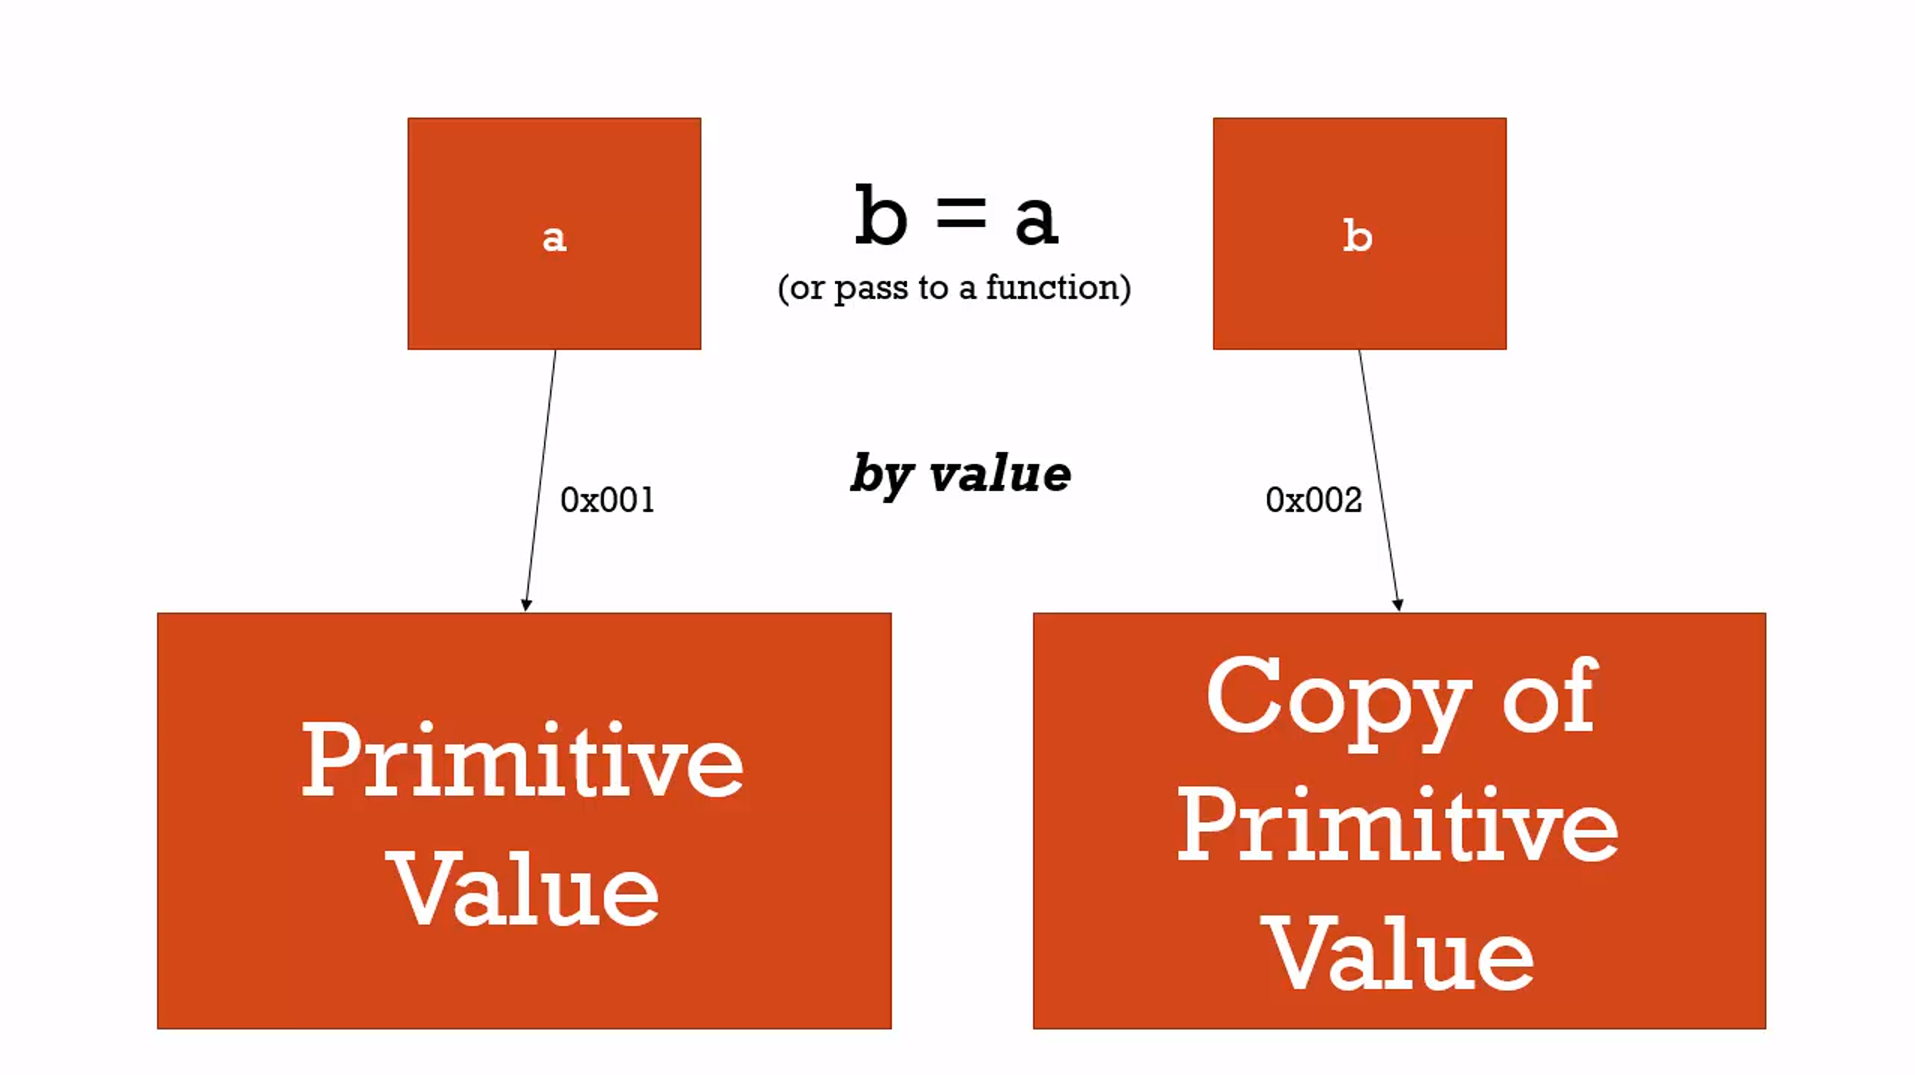 a
b = a
(or pass to a function)
b
by value
0x001
0x002
Primitive
Value
Copy of
Primitive
Value